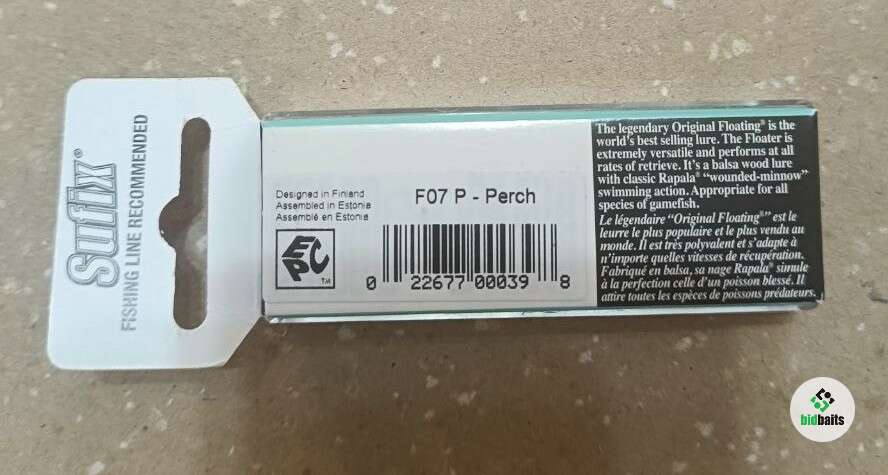 Sufix®
FISHING LINE RECOMMENDED
Designed in Finland
Assembled in Estonia
Assemblé en Estonia
F07 P - Perch
EPC
TM
0 22677 00039 8
The legendary Original Floating® is the
world's best selling lure. The Floater is
extremely versatile and performs at all
rates of retrieve. It's a balsa wood lure
with classic Rapala® "wounded-minnow"
swimming action. Appropriate for all
species of gamefish.
Le légendaire "Original Floating®" est le
leurre le plus populaire et le plus vendu au
monde. Il est très polyvalent et s'adapte à
n'importe quelles vitesses de récupération.
Fabriqué en balsa, sa nage Rapala® simule
à la perfection celle d'un poisson blessé. Il
attire toutes les espèces de poissons prédateurs.
bidbaits